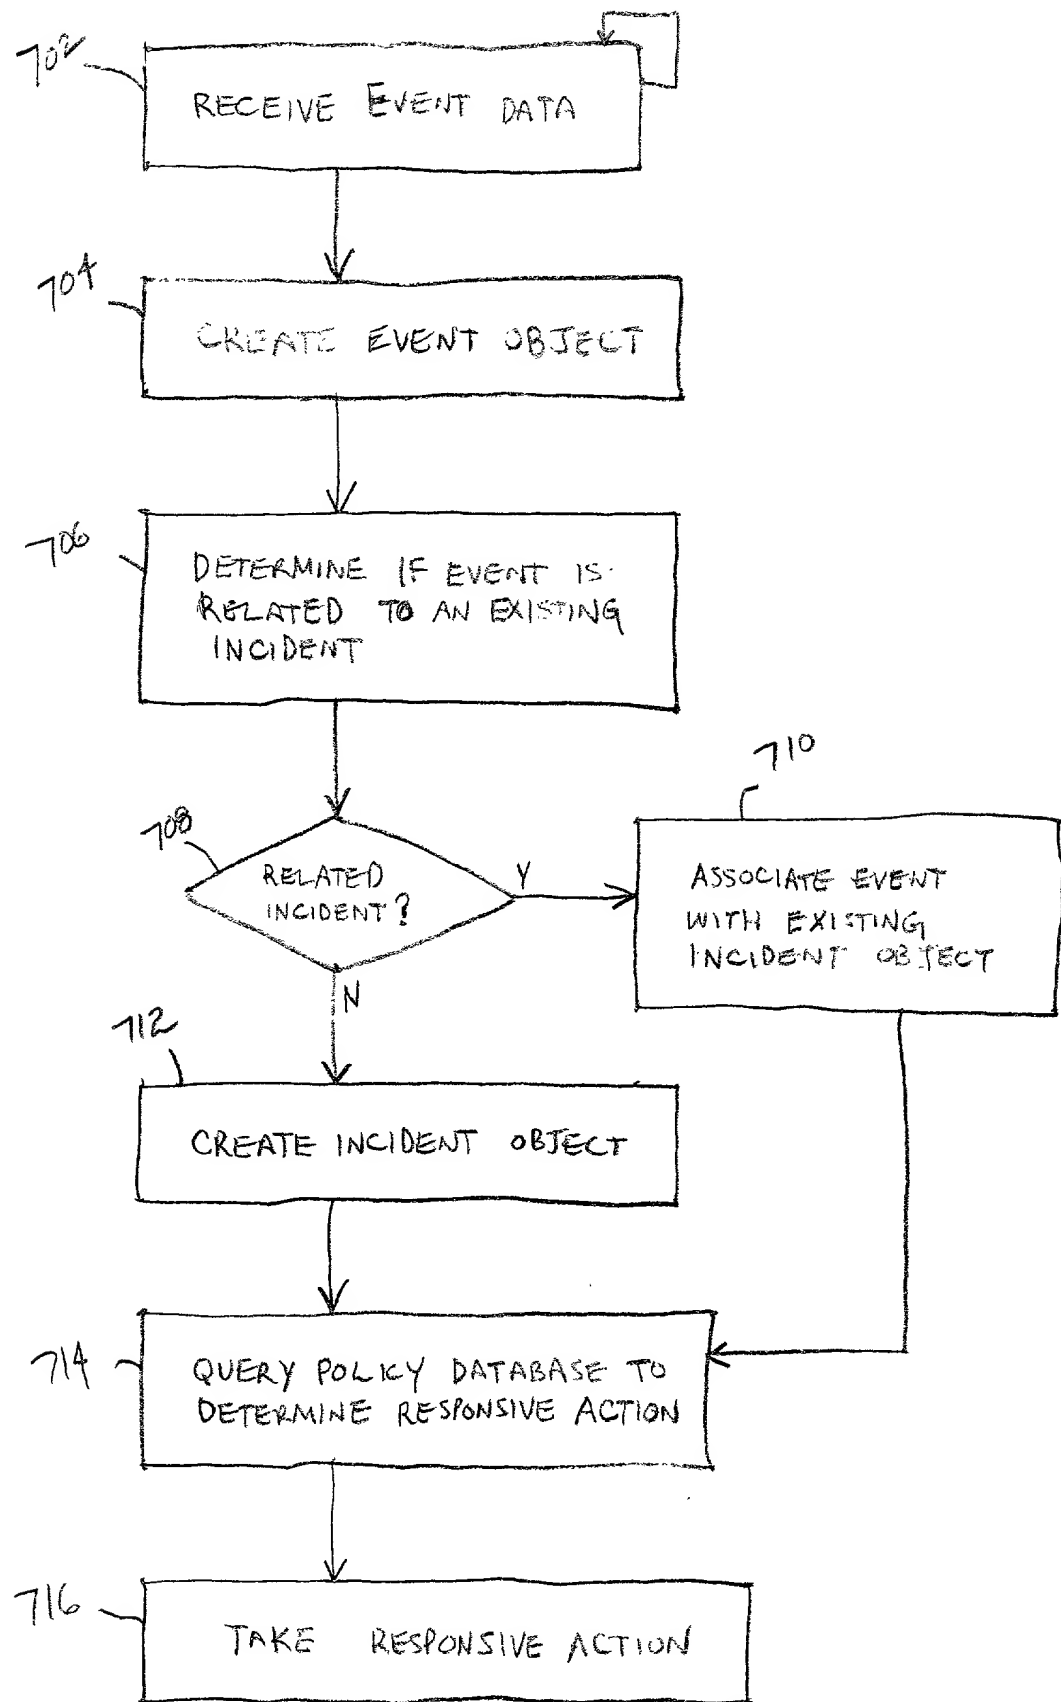 702
RECEIVE EVENT DATA
704
CREATE EVENT OBJECT
706
DETERMINE IF EVENT IS
RELATED TO AN EXISTING
INCIDENT
708
RELATED
INCIDENT?
Y
N
710
ASSOCIATE EVENT
WITH EXISTING
INCIDENT OBJECT
712
CREATE INCIDENT OBJECT
714
QUERY POLICY DATABASE TO
DETERMINE RESPONSIVE ACTION
716
TAKE RESPONSIVE ACTION